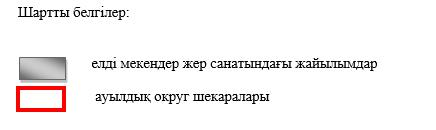 Шартты белгілер:
елді мекендер жер санатындағы жайылымдар
ауылдық округ шекаралары